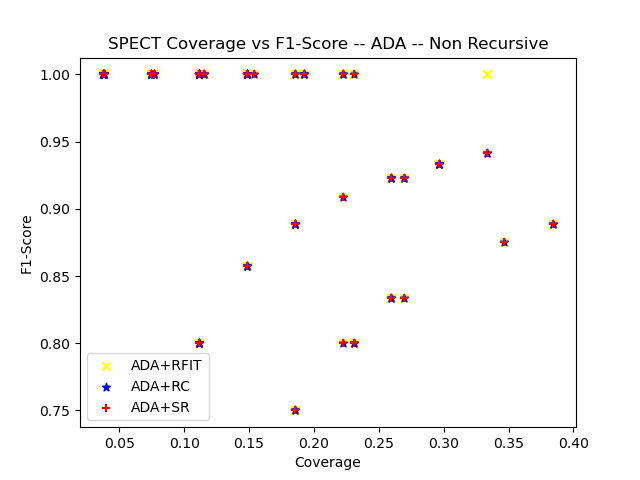 SPECT Coverage vs F1-Score -- ADA -- Non Recursive
1.00
0.95
0.90
0.85
0.80
0.75
F1-Score
ADA+RFIT
ADA+RC
ADA+SR
0.05 0.10 0.15 0.20 0.25 0.30 0.35 0.40
Coverage